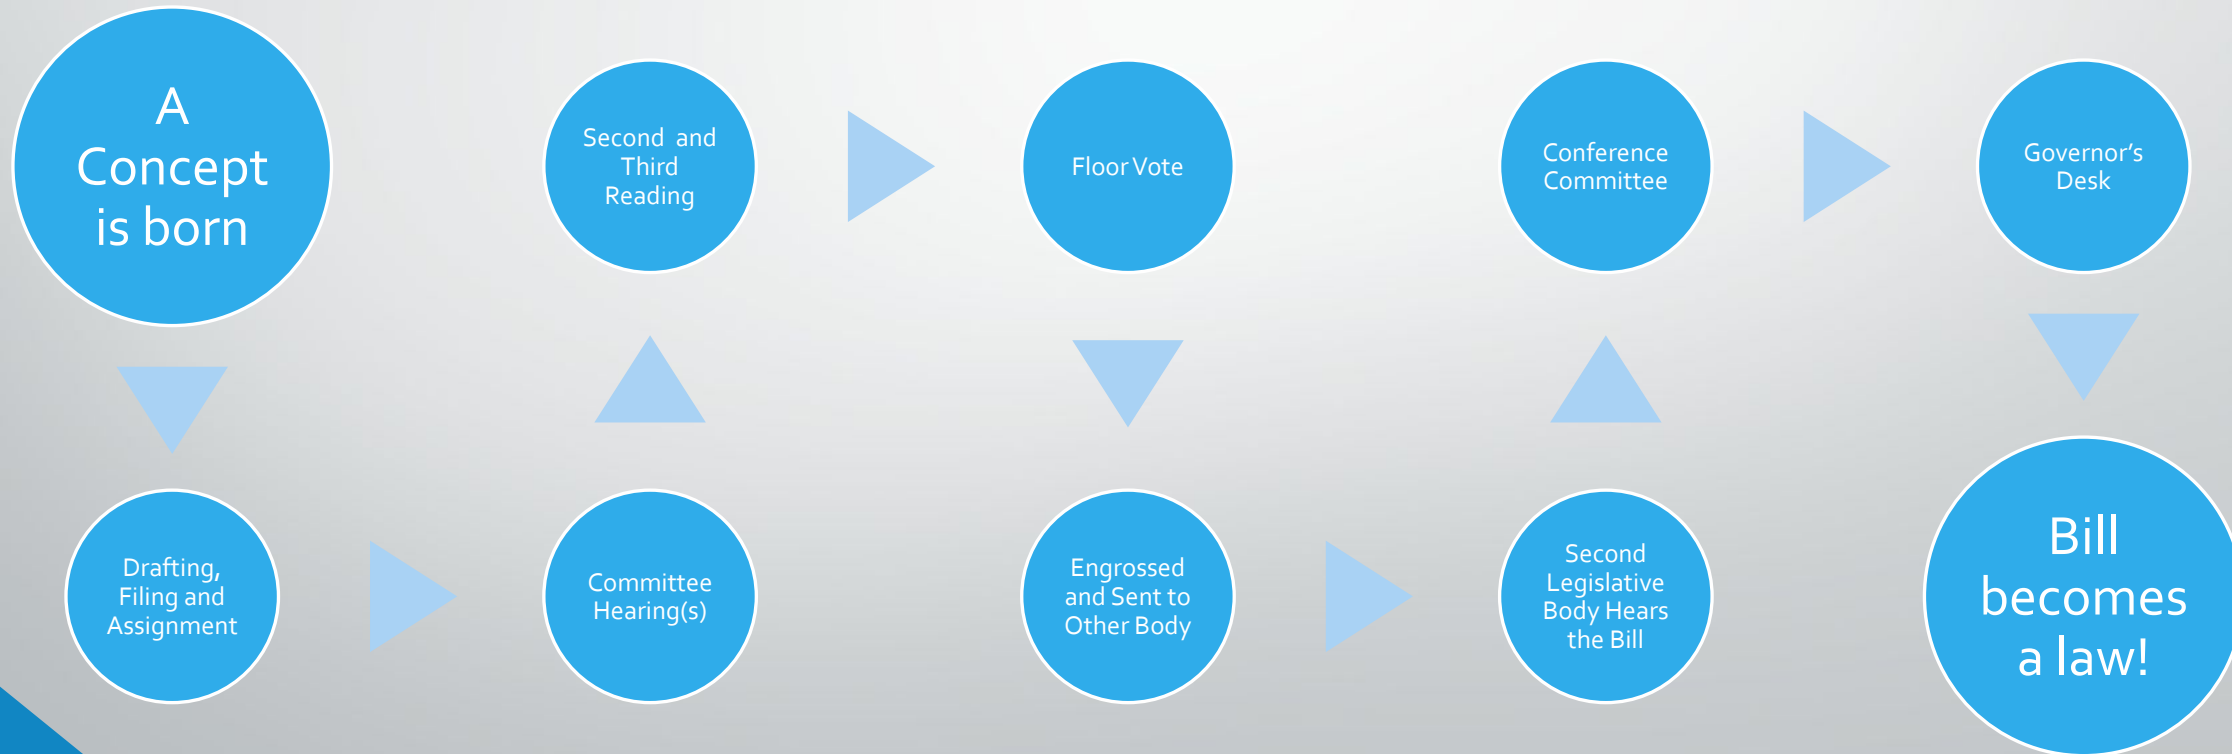 A
Concept
is born
Drafting,
Filing and
Assignment
Committee
Hearing(s)
Second and
Third
Reading
Floor Vote
Engrossed
and Sent to
Other Body
Second
Legislative
Body Hears
the Bill
Conference
Committee
Governor's
Desk
Bill
becomes
a law!